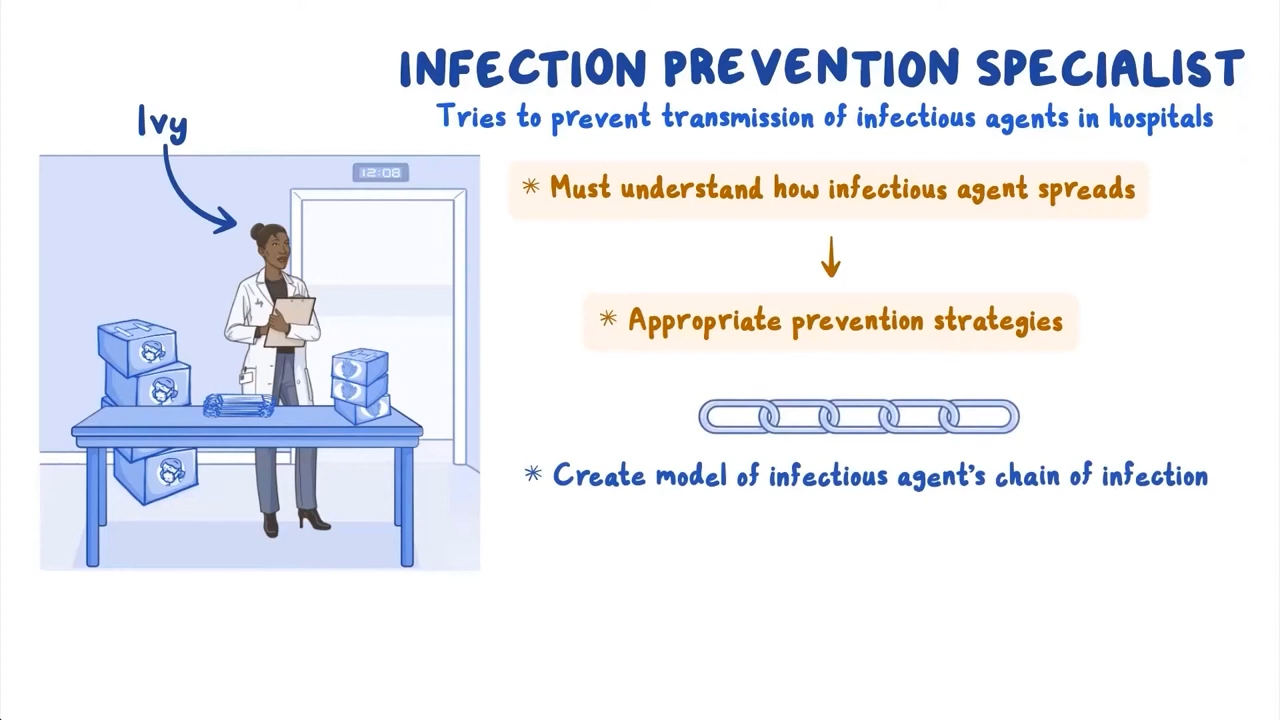 INFECTION PREVENTION SPECIALIST
Tries to prevent transmission of infectious agents in hospitals
Ivy
12:08
* Must understand how infectious agent spreads
* Appropriate prevention strategies
* Create model of infectious agent's chain of infection